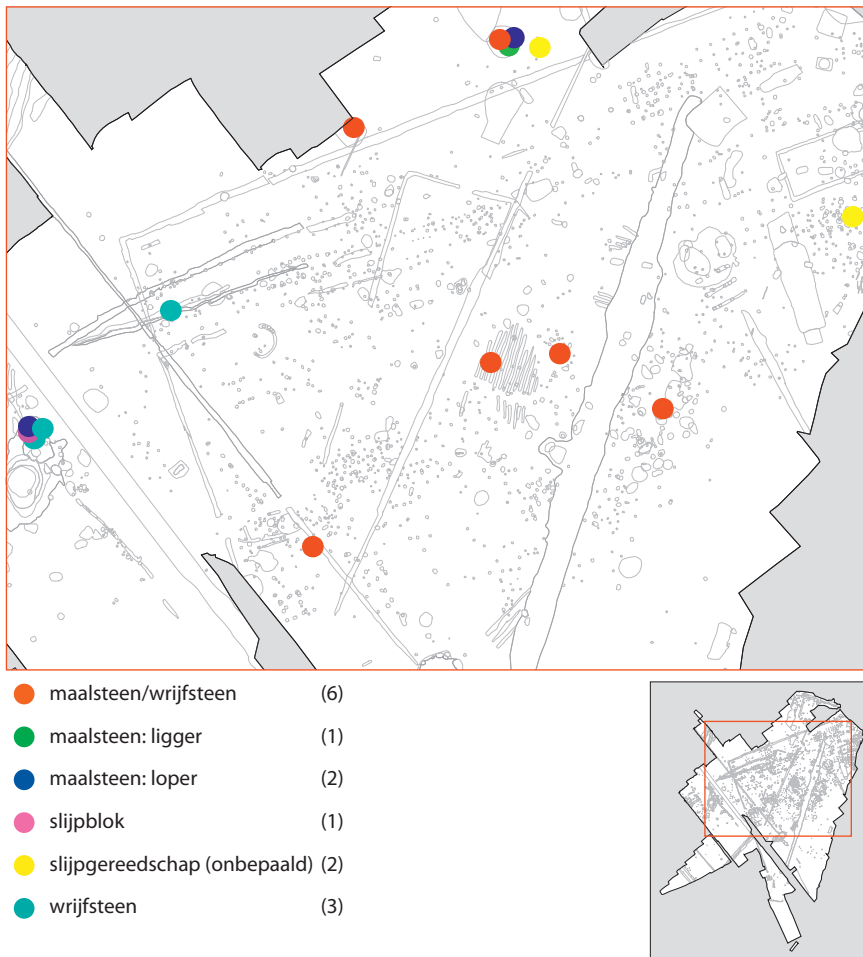 maalsteen/wrijfsteen (6)
maalsteen: ligger (1)
maalsteen: loper (2)
slijpblok (1)
slijpgereedschap (onbepaald) (2)
wrijfsteen (3)